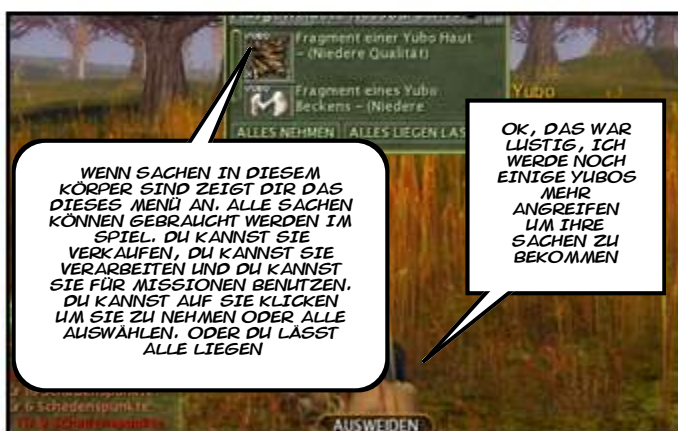 Fragment einer Yubo Haut
- (Niedere Qualität)
Fragment eines Yubo
Beckens - (Niedere
ALLES NEHMEN
ALLES LIEGEN LAS
Yubo
WENN SACHEN IN DIESEM
KÖRPER SIND ZEIGT DIR DAS
DIESES MENÜ AN. ALLE SACHEN
KÖNNEN GEBRAUCHT WERDEN IM
SPIEL. DU KANNST SIE
VERKAUFEN, DU KANNST SIE
VERARBEITEN UND DU KANNST
SIE FÜR MISSIONEN BENUTZEN.
DU KANNST AUF SIE KLICKEN
UM SIE ZU NEHMEN ODER ALLE
AUSWÄHLEN. ODER DU LÄSST
ALLE LIEGEN
OK, DAS WAR
LUSTIG, ICH
WERDE NOCH
EINIGE YUBOS
MEHR
ANGREIFEN
UM IHRE
SACHEN ZU
BEKOMMEN
6 Schedenspunkte.
AUSWEIDEN